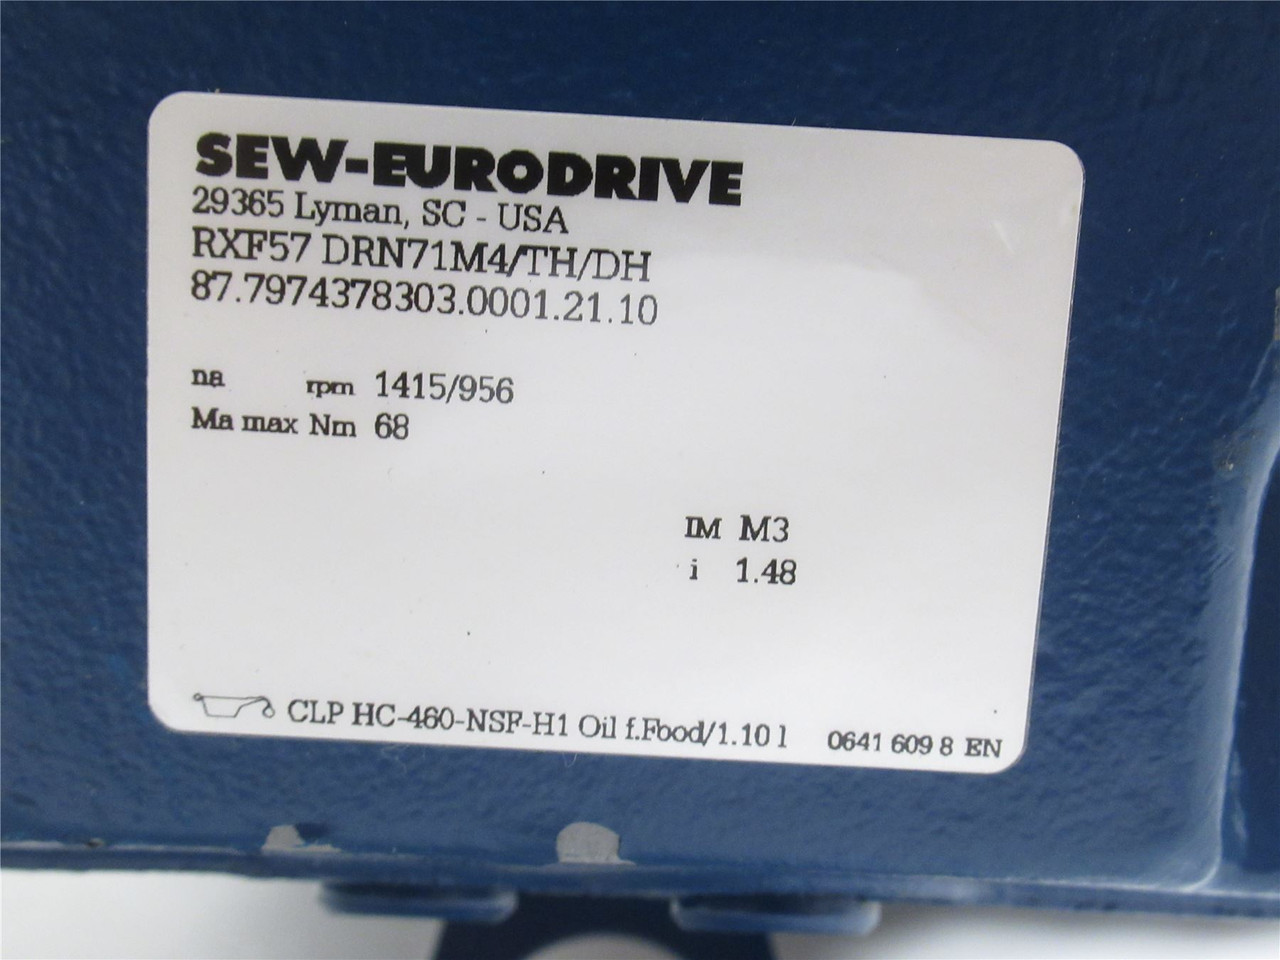 SEW-EURODRIVE
29365 Lyman, SC - USA
RXF57 DRN71M4/TH/DH
87.7974378303.0001.21.10
na rpm 1415/956
Ma max Nm 68
IM M3
i 1.48
CLP HC-460-NSF-H1 Oil f.Food/1.10 l 0641 609 8 EN